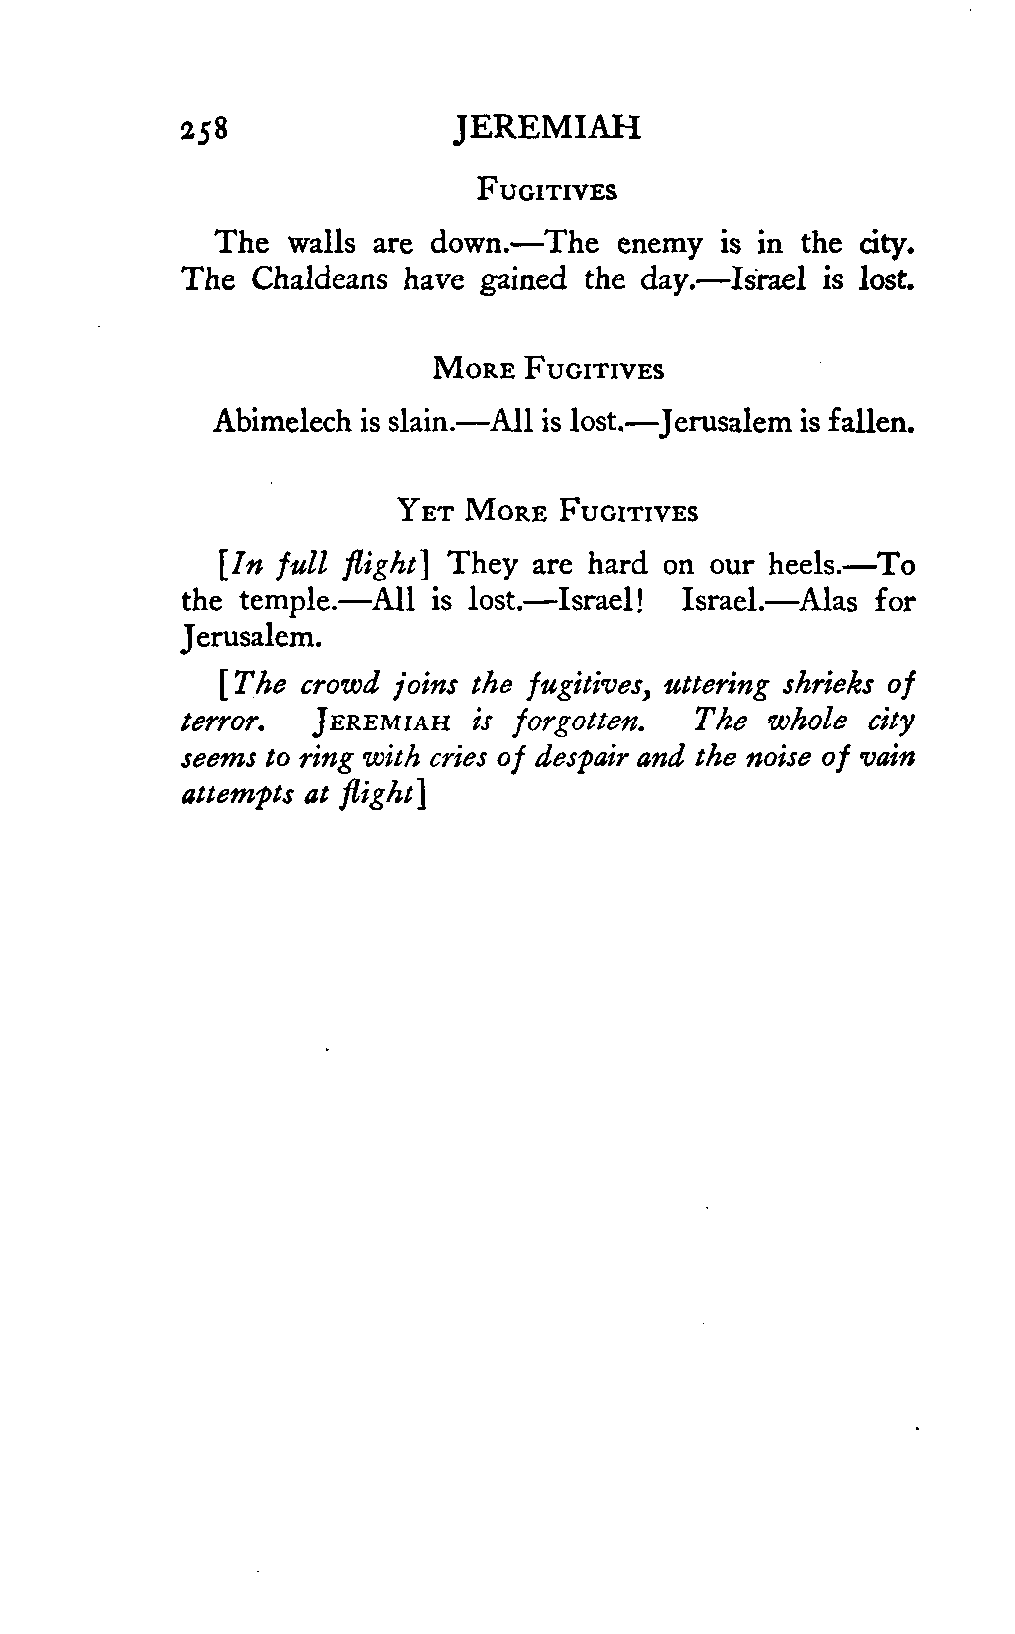 258 JEREMIAH
FUGITIVES
The walls are down.—The enemy is in the city.
The Chaldeans have gained the day.—Israel is lost.
MORE FUGITIVES
Abimelech is slain.—All is lost.—Jerusalem is fallen.
YET MORE FUGITIVES
[In full flight] They are hard on our heels.—To
the temple.—All is lost.—Israel! Israel.—Alas for
Jerusalem.
[The crowd joins the fugitives, uttering shrieks of
terror. JEREMIAH is forgotten. The whole city
seems to ring with cries of despair and the noise of vain
attempts at flight]